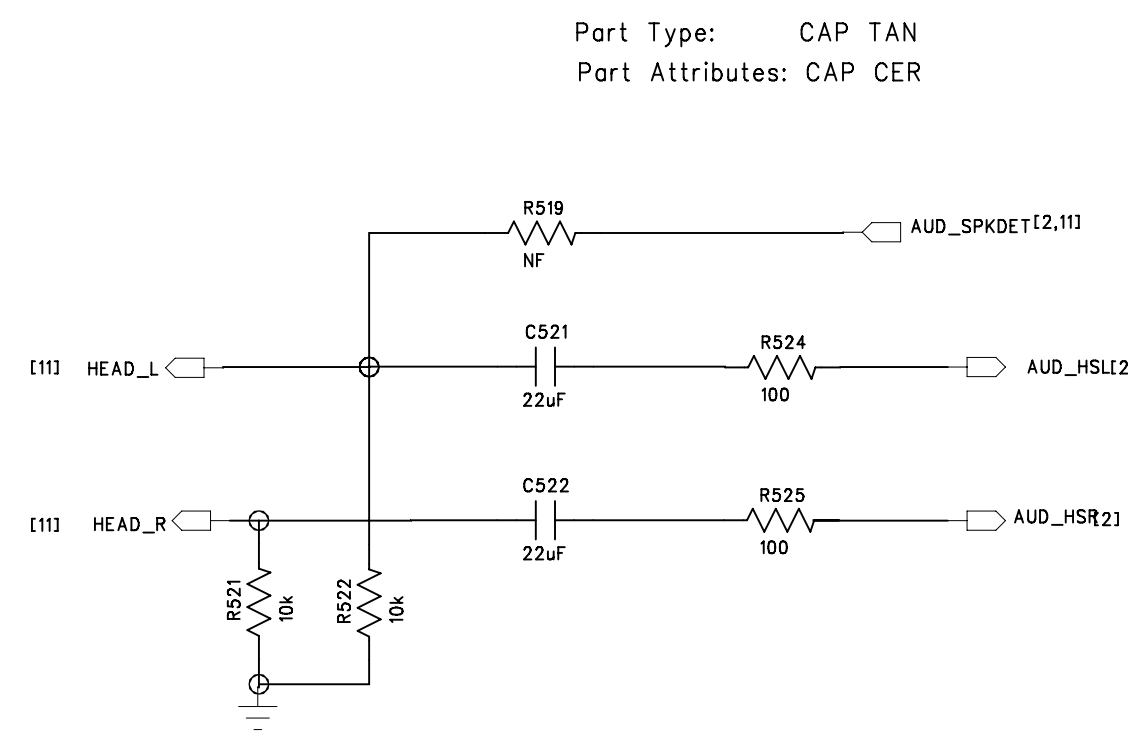 Part Type: CAP TAN
Part Attributes: CAP CER
R519
AUD_SPKDET[2,11]
NF
C521
R524
[11] HEAD_L
AUD_HSL[2
22uF
100
C522
R525
[11] HEAD_R
AUD_HSR[2]
22uF
100
R521
10k
R522
10k